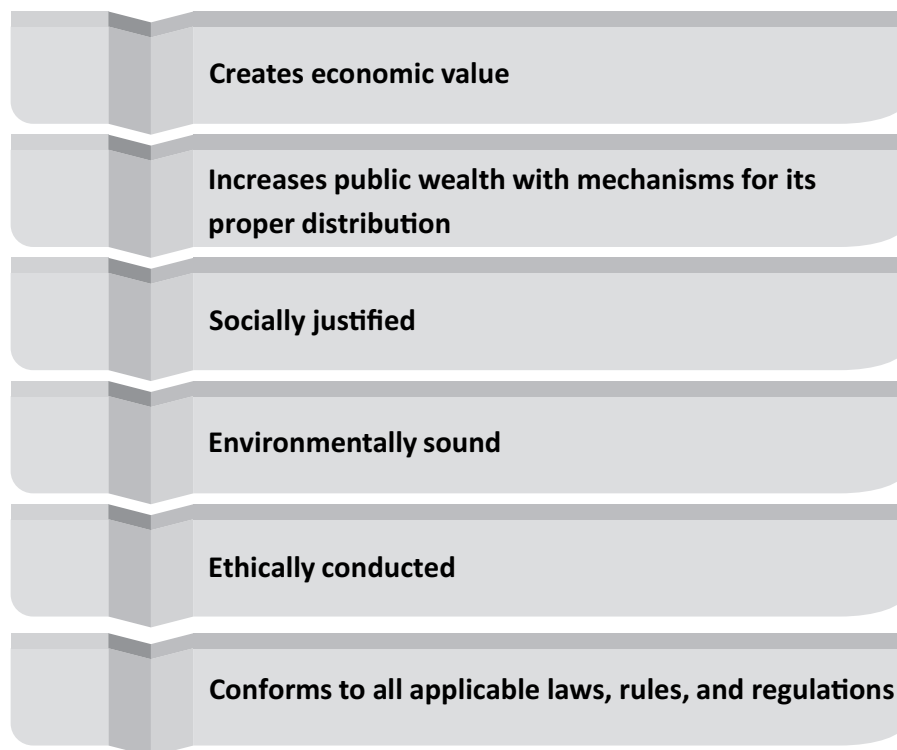 Creates economic value
Increases public wealth with mechanisms for its
proper distribution
Socially justified
Environmentally sound
Ethically conducted
Conforms to all applicable laws, rules, and regulations